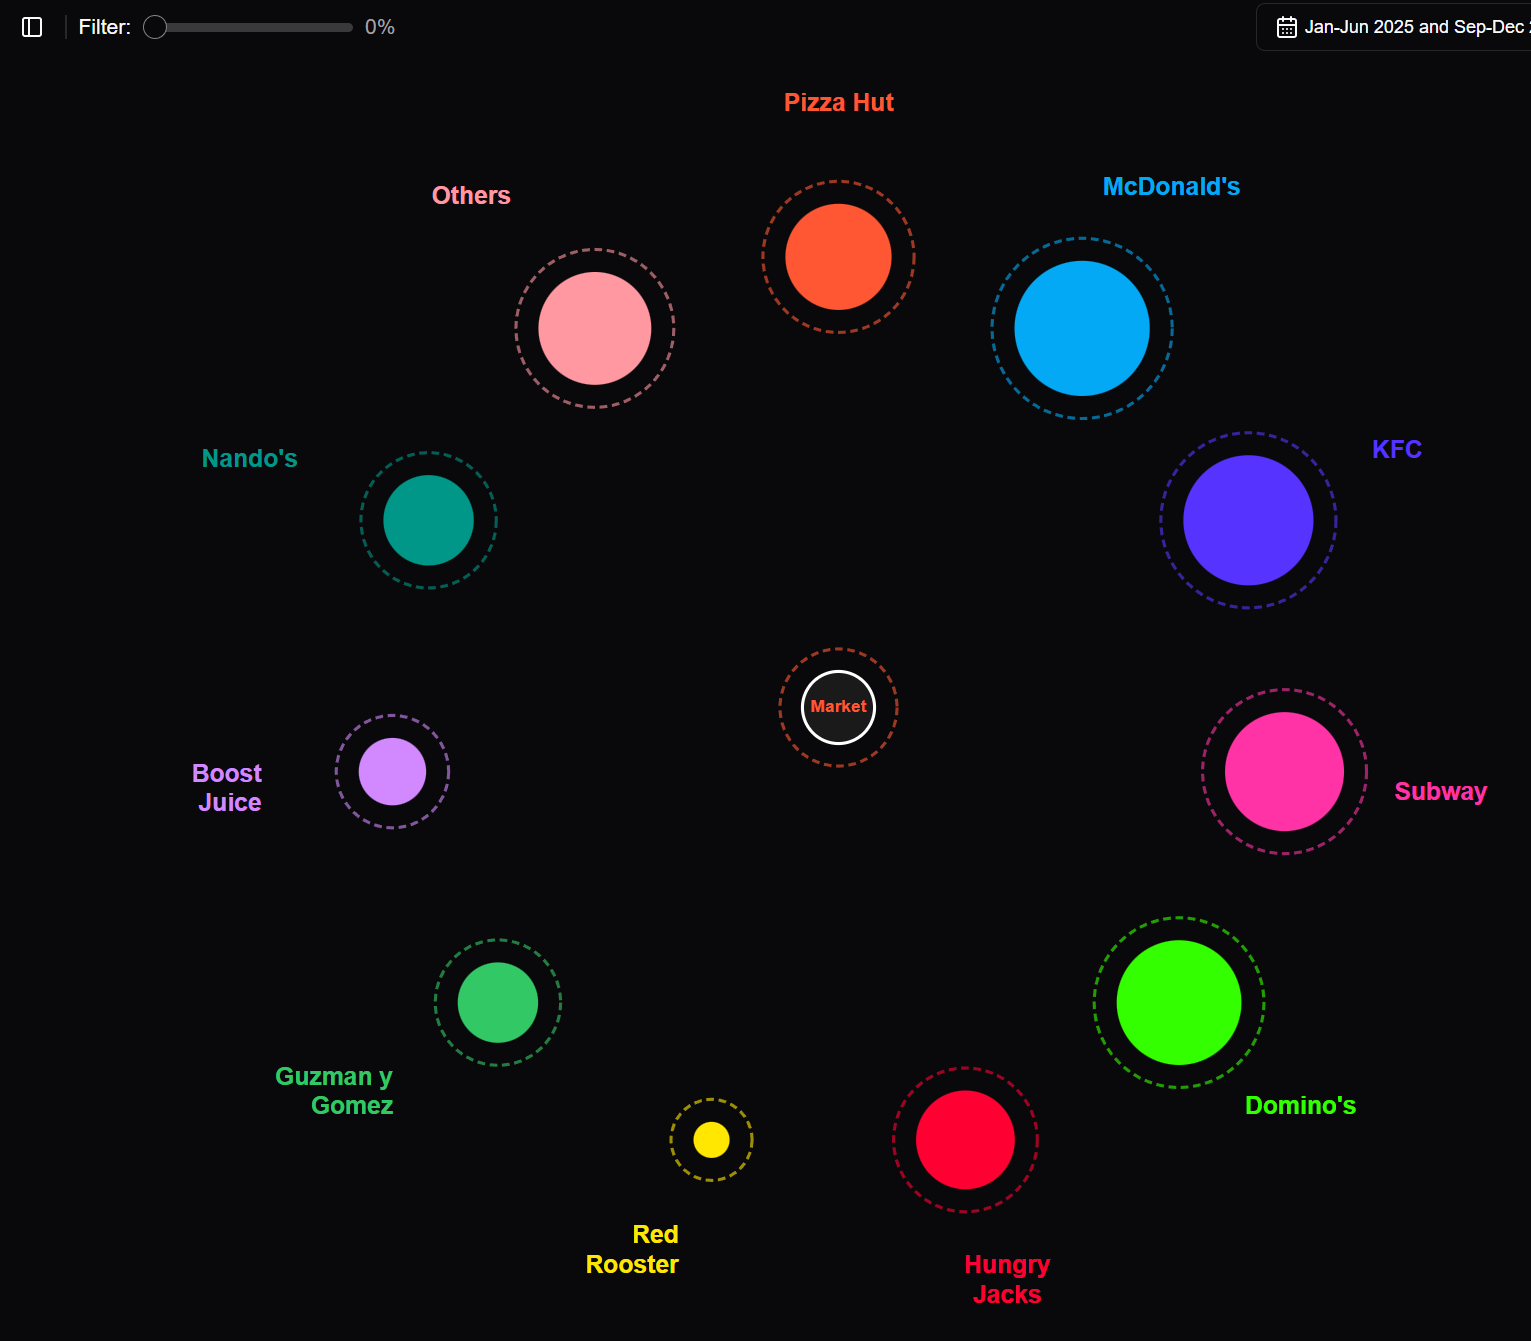 Filter:
0%
Jan-Jun 2025 and Sep-Dec
Pizza Hut
Others
McDonald's
Nando's
KFC
Market
Boost
Juice
Subway
Guzman y
Gomez
Domino's
Red
Rooster
Hungry
Jacks